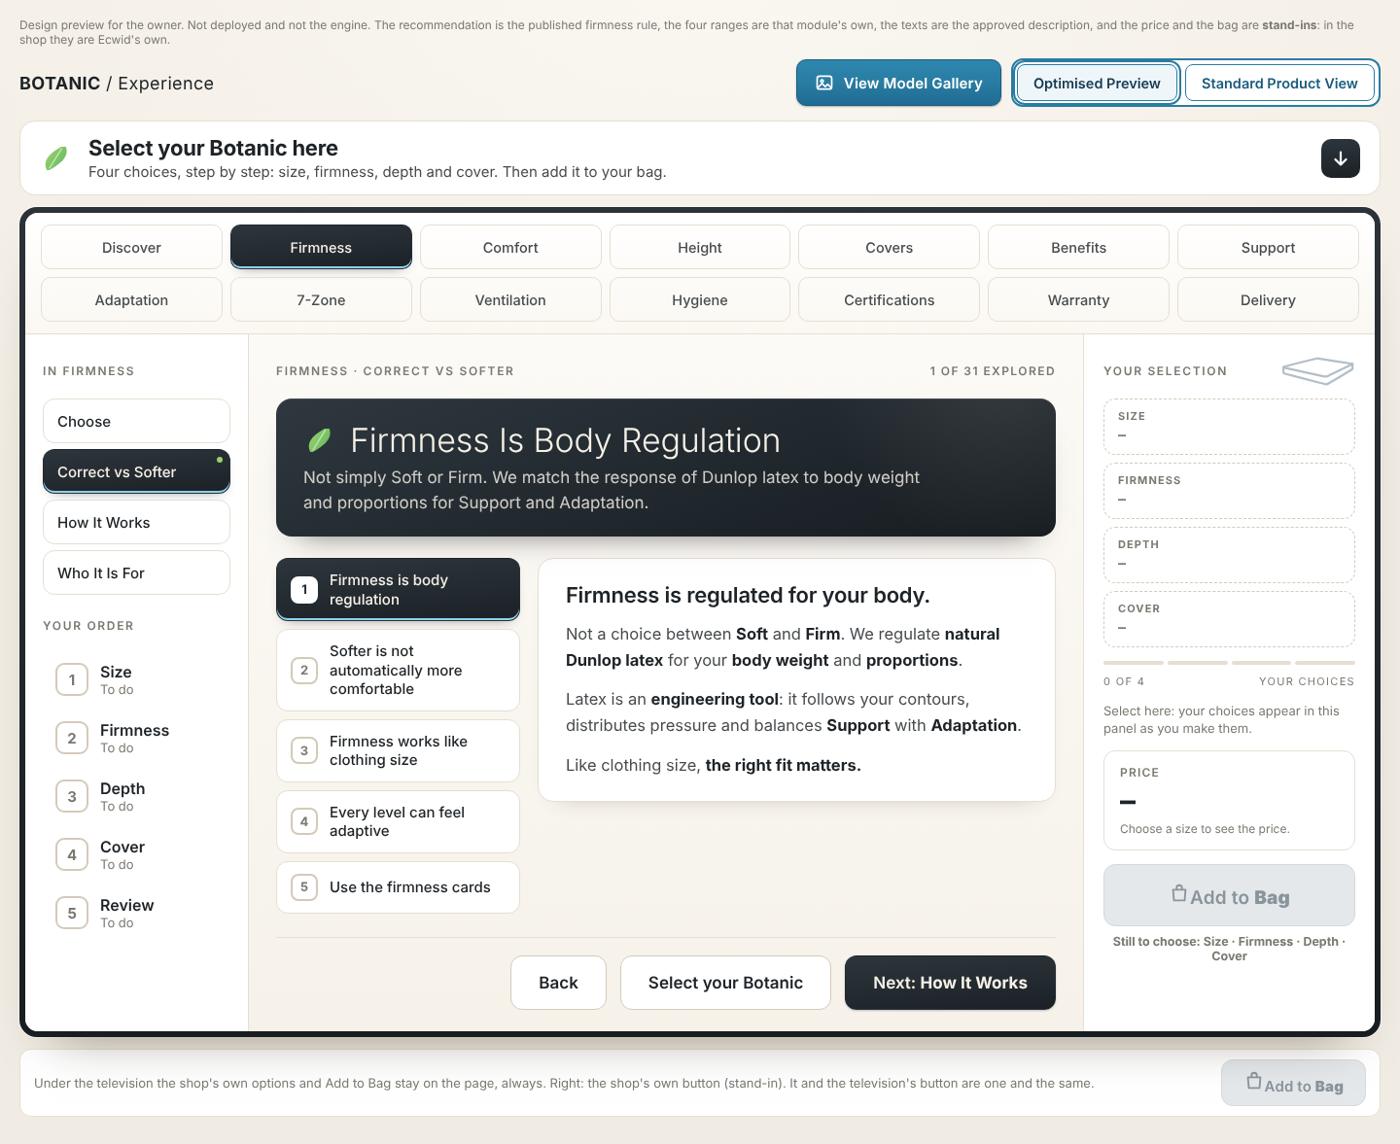 Design preview for the owner. Not deployed and not the engine. The recommendation is the published firmness rule, the four ranges are that module's own, the texts are the approved description, and the price and the bag are stand-ins: in the
shop they are Ecwid's own.
BOTANIC / Experience
View Model Gallery
Optimised Preview
Standard Product View
Select your Botanic here
Four choices, step by step: size, firmness, depth and cover. Then add it to your bag.
Discover
Firmness
Comfort
Height
Covers
Benefits
Support
Adaptation
7-Zone
Ventilation
Hygiene
Certifications
Warranty
Delivery
IN FIRMNESS
Choose
Correct vs Softer
How It Works
Who It Is For
YOUR ORDER
1
Size
To do
2
Firmness
To do
3
Depth
To do
4
Cover
To do
5
Review
To do
FIRMNESS · CORRECT VS SOFTER
1 OF 31 EXPLORED
Firmness Is Body Regulation
Not simply Soft or Firm. We match the response of Dunlop latex to body weight
and proportions for Support and Adaptation.
1
Firmness is body
regulation
2
Softer is not
automatically more
comfortable
3
Firmness works like
clothing size
4
Every level can feel
adaptive
5
Use the firmness cards
Firmness is regulated for your body.
Not a choice between Soft and Firm. We regulate natural
Dunlop latex for your body weight and proportions.
Latex is an engineering tool: it follows your contours,
distributes pressure and balances Support with Adaptation.
Like clothing size, the right fit matters.
Back
Select your Botanic
Next: How It Works
YOUR SELECTION
SIZE
–
FIRMNESS
–
DEPTH
–
COVER
–
0 OF 4
YOUR CHOICES
Select here: your choices appear in this
panel as you make them.
PRICE
–
Choose a size to see the price.
Add to Bag
Still to choose: Size · Firmness · Depth ·
Cover
Under the television the shop's own options and Add to Bag stay on the page, always. Right: the shop's own button (stand-in). It and the television's button are one and the same.
Add to Bag